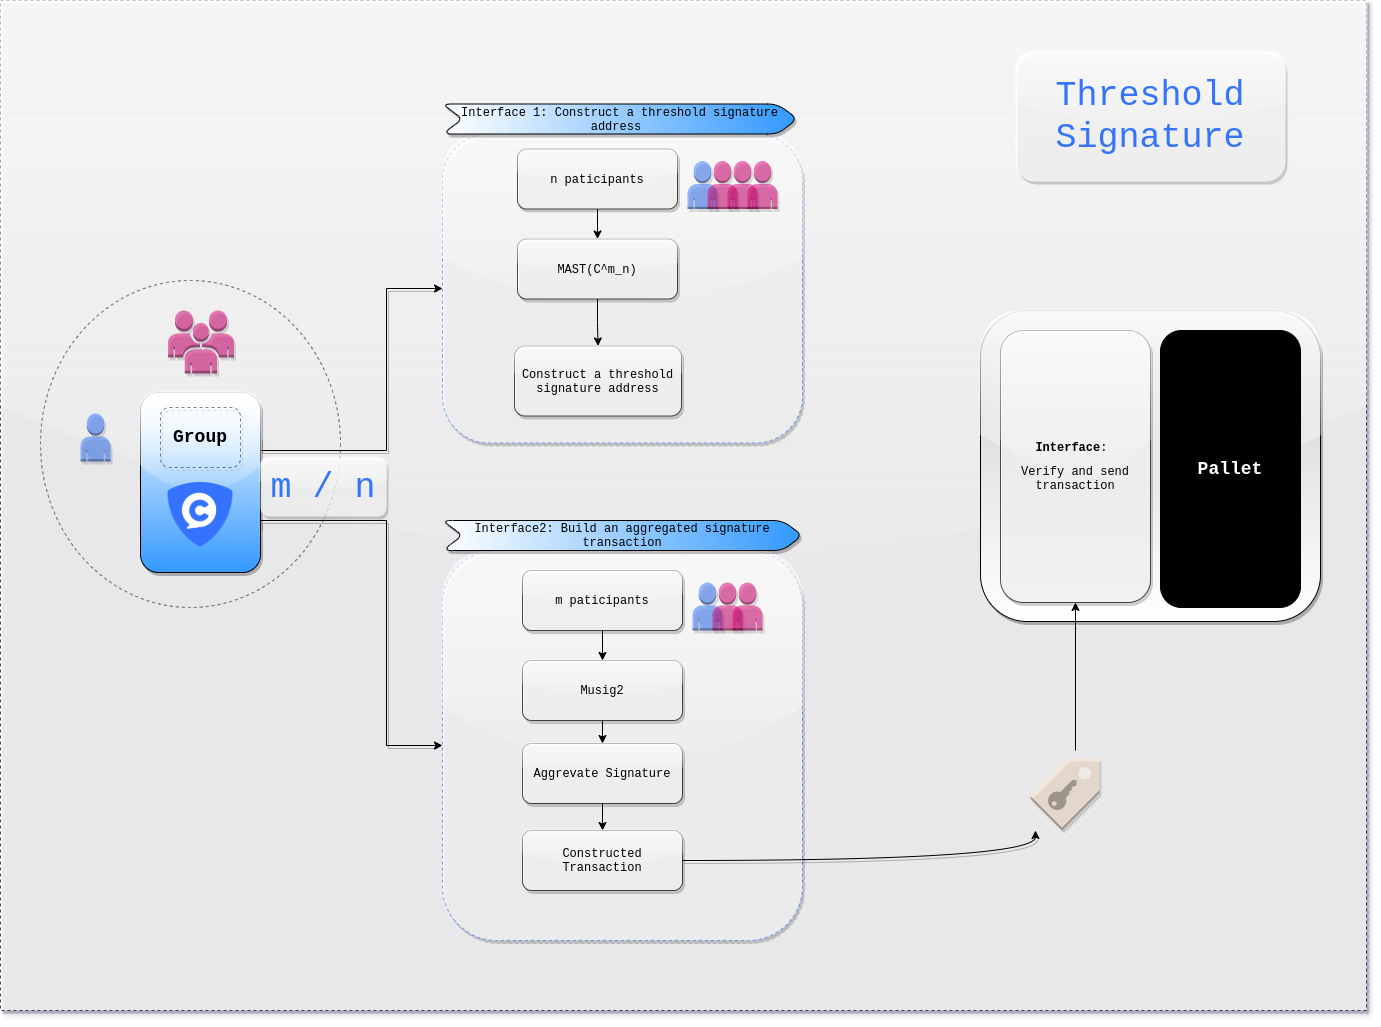 Threshold
Signature
Interface 1: Construct a threshold signature
address
n paticipants
MAST(C^m_n)
Construct a threshold
signature address
Group
m / n
Interface2: Build an aggregated signature
transaction
m paticipants
Musig2
Aggrevate Signature
Constructed
Transaction
Interface:
Verify and send
transaction
Pallet